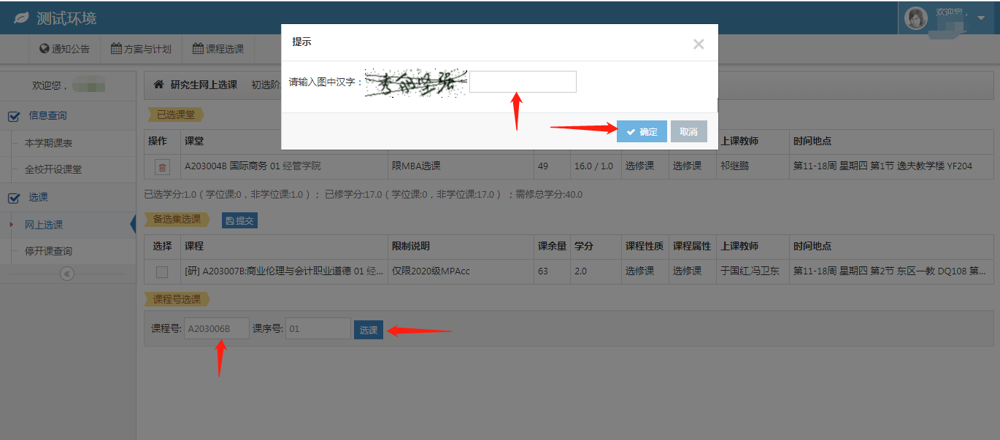 测试环境
欢迎您，
通知公告 方案与计划 课程选课
提示
请输入图中汉字：
确定 取消
欢迎您，
信息查询
本学期课表
全校开设课堂
选课
网上选课
停开课查询
研究生网上选课 初选阶
已选课堂
操作 课堂 上课教师 时间地点
A203004B 国际商务 01 经管学院 限MBA选课 49 16.0 / 1.0 选修课 选修课 祁继鹏 第11-18周 星期四 第1节 逸夫教学楼 YF204
已选学分:1.0（学位课:0，非学位课:1.0）； 已修学分:17.0（学位课:0，非学位课:17.0） ；需修总学分:40.0
备选集选课 提交
选择 课程 限制说明 课余量 学分 课程性质 课程属性 上课教师 时间地点
[研] A203007B:商业伦理与会计职业道德 01 经... 仅限2020级MPAcc 63 2.0 选修课 选修课 于国红,冯卫东 第11-18周 星期四 第2节 东区一教 DQ108 第...
课程号选课
课程号: A203006B 课序号: 01 选课